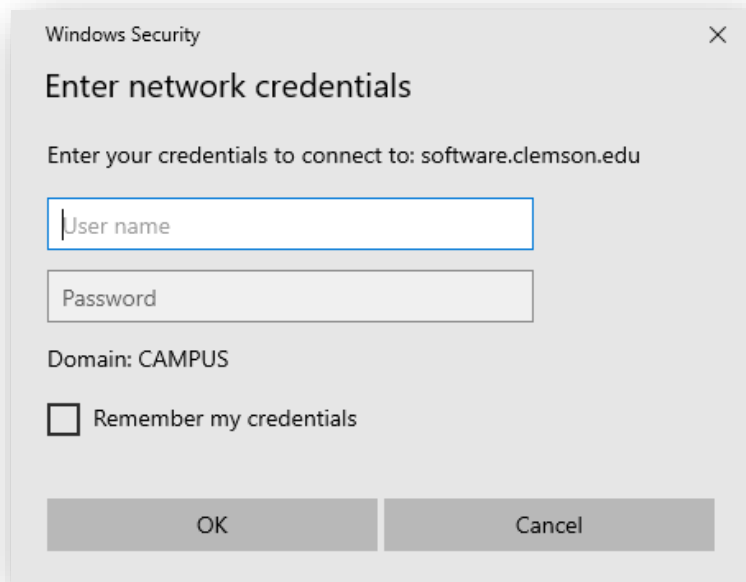 Windows Security
Enter network credentials
Enter your credentials to connect to: software.clemson.edu
User name
Password
Domain: CAMPUS
Remember my credentials
OK Cancel